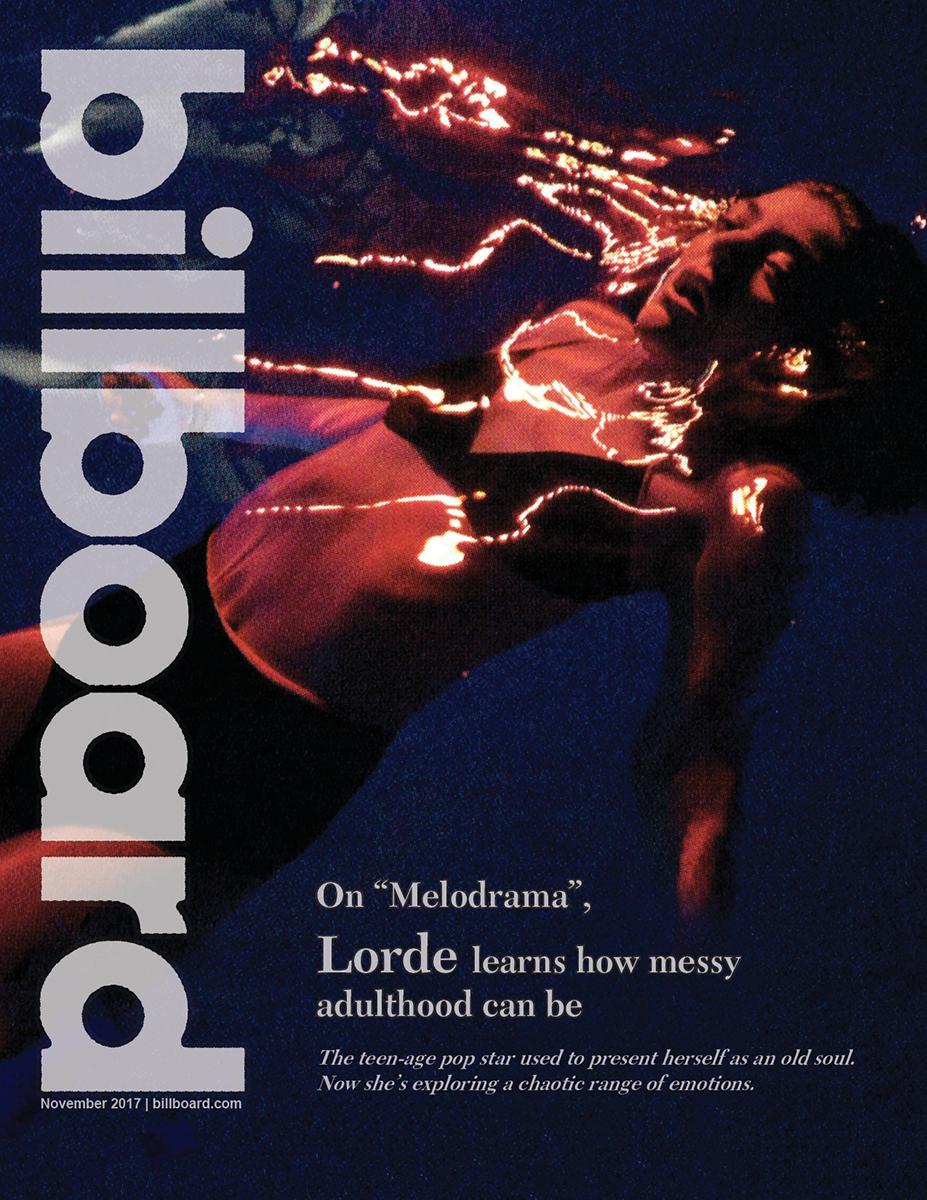 billboard
November 2017 | billboard.com
On “Melodrama”,
Lorde learns how messy
adulthood can be
The teen-age pop star used to present herself as an old soul.
Now she’s exploring a chaotic range of emotions.